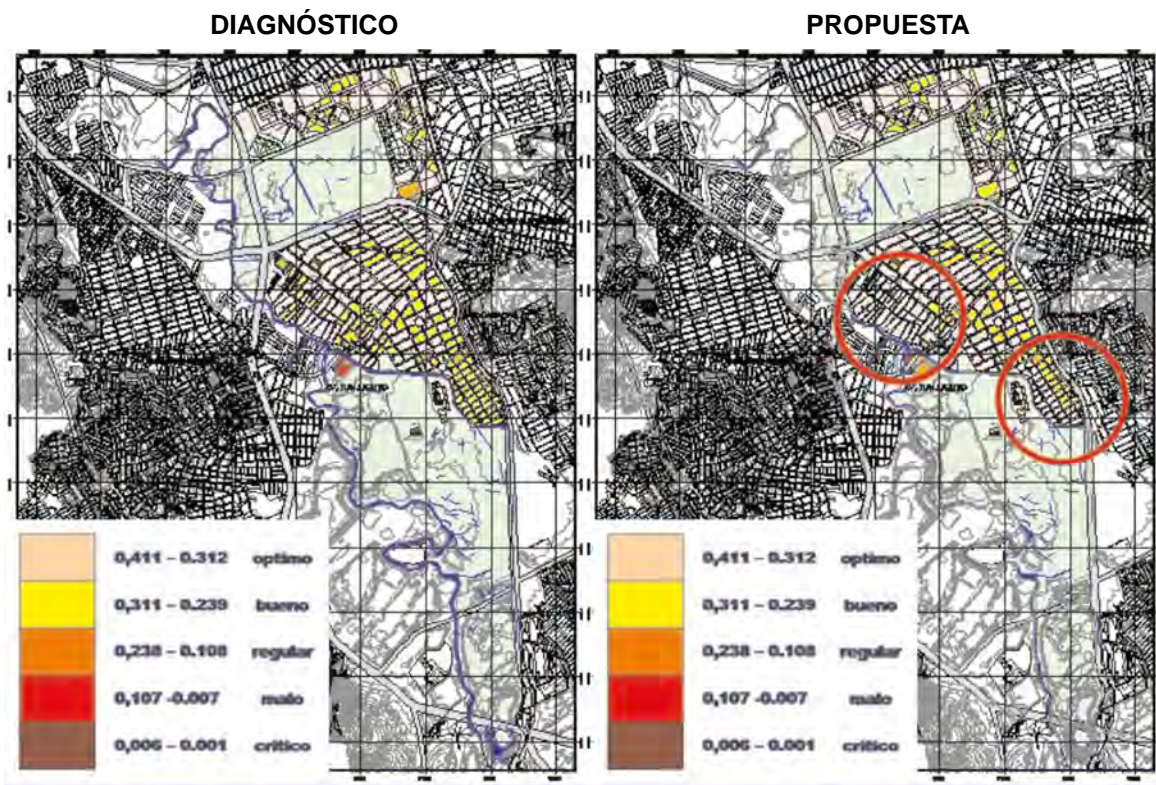 DIAGNÓSTICO
PROPUESTA
0,411 – 0.312 optimo
0,311 – 0.239 bueno
0,238 – 0.108 regular
0,107 -0.007 malo
0,006 – 0.001 critico
0,411 – 0.312 optimo
0,311 – 0.239 bueno
0,238 – 0.108 regular
0,107 -0.007 malo
0,006 – 0.001 critico